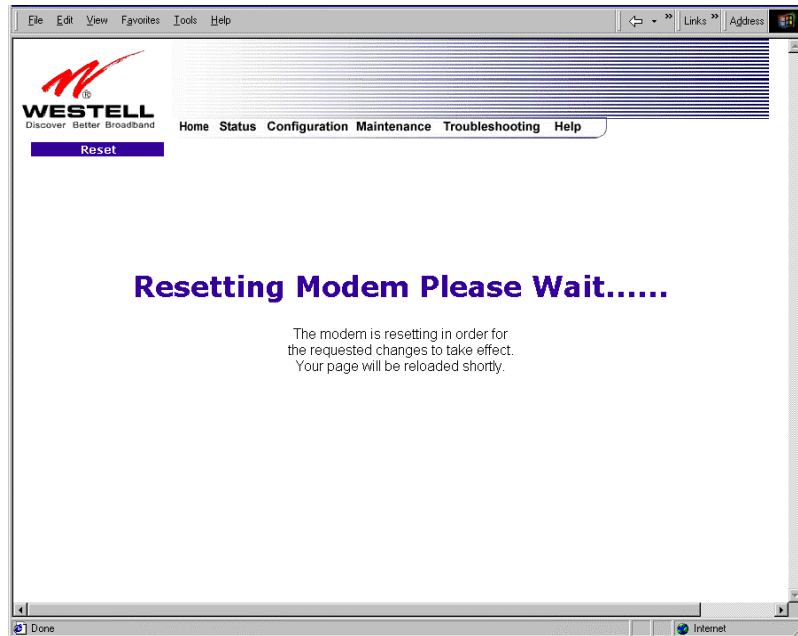 File Edit View Favorites Tools Help
Links » Address
®
WESTELL
Discover Better Broadband
Home Status Configuration Maintenance Troubleshooting Help
Reset
Resetting Modem Please Wait......
The modem is resetting in order for
the requested changes to take effect.
Your page will be reloaded shortly.
Done
Internet